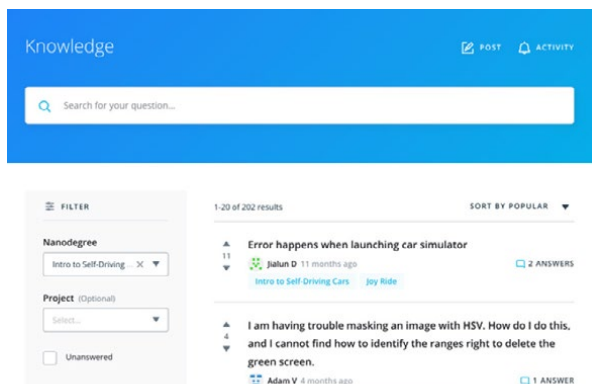 Knowledge
POST
ACTIVITY
Search for your question...
FILTER
Nanodegree
Intro to Self-Driving ...
Project (Optional)
Select...
Unanswered
1-20 of 202 results
SORT BY POPULAR
11
Error happens when launching car simulator
Jialun D 11 months ago
2 ANSWERS
Intro to Self Driving Cars
Joy Ride
4
I am having trouble masking an image with HSV. How do I do this,
and I cannot find how to identify the ranges right to delete the
green screen.
Adam V 4 months ago
1 ANSWER